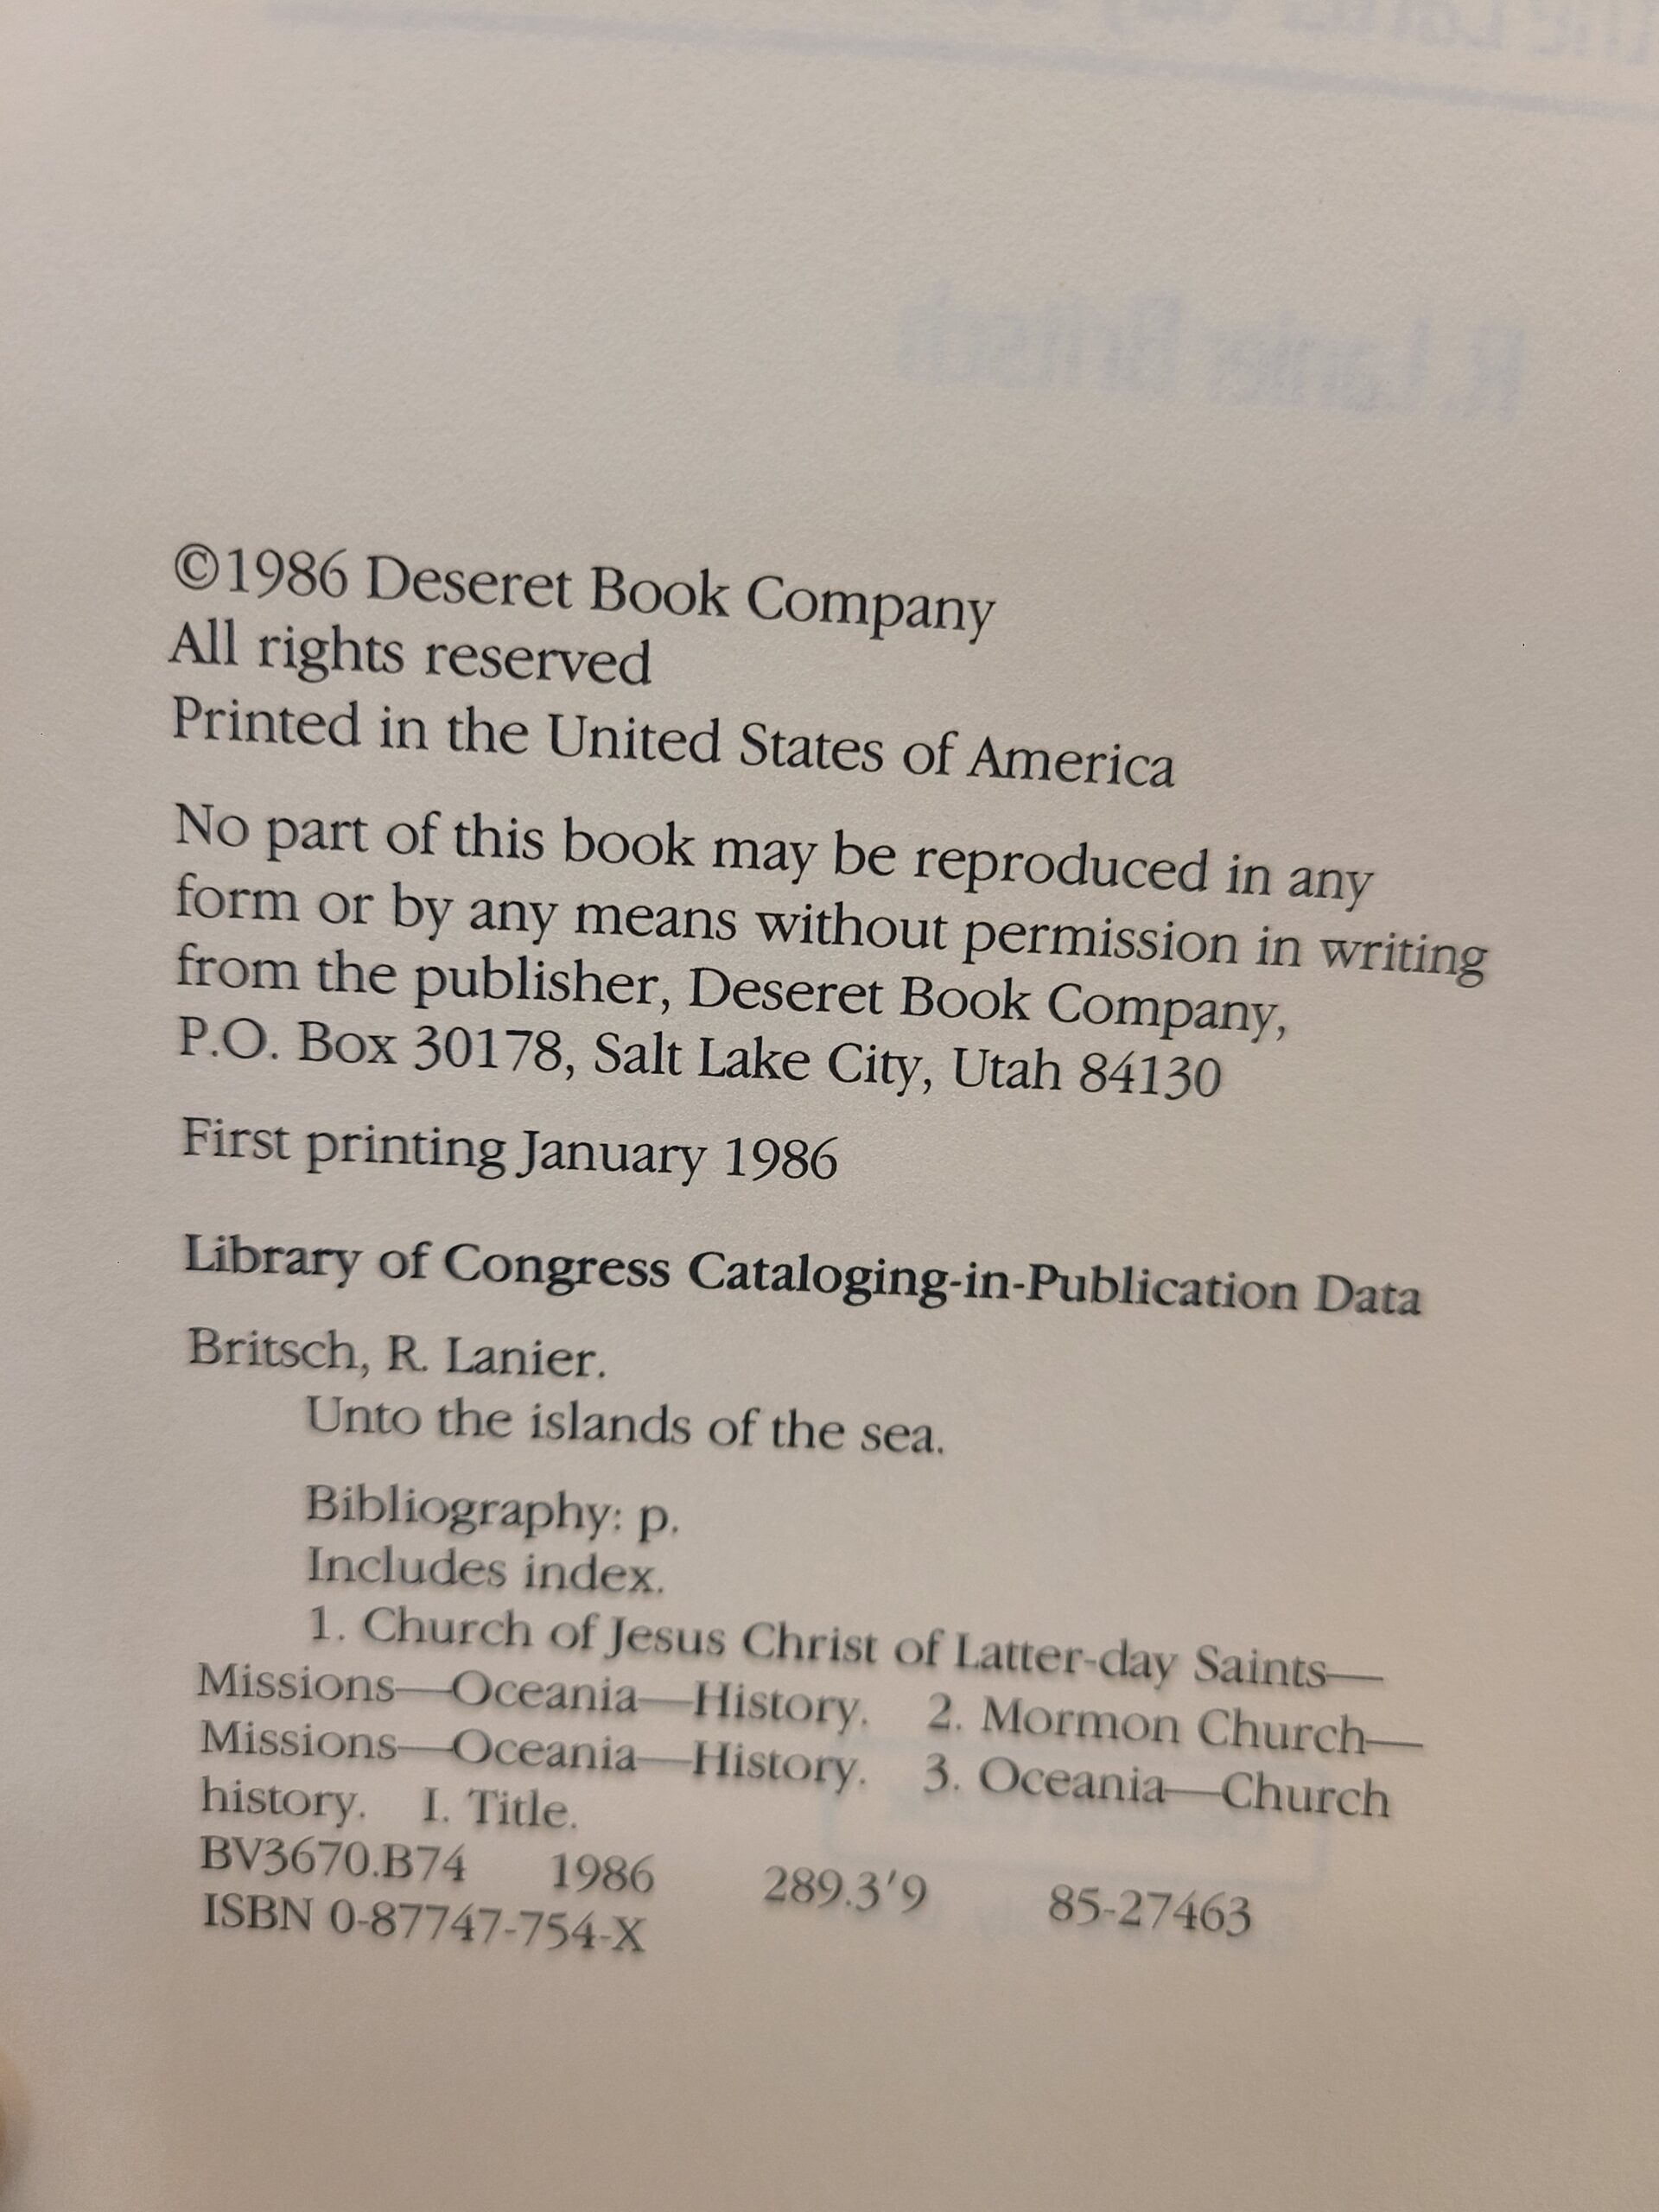 ©1986 Deseret Book Company
All rights reserved
Printed in the United States of America
No part of this book may be reproduced in any
form or by any means without permission in writing
from the publisher, Deseret Book Company,
P.O. Box 30178, Salt Lake City, Utah 84130
First printing January 1986
Library of Congress Cataloging-in-Publication Data
Britsch, R. Lanier.
Unto the islands of the sea.
Bibliography: p.
Includes index.
1. Church of Jesus Christ of Latter-day Saints—
Missions—Oceania—History. 2. Mormon Church—
Missions—Oceania—History. 3. Oceania—Church
history. I. Title.
BV3670.B74 1986 289.3'9 85-27463
ISBN 0-87747-754-X